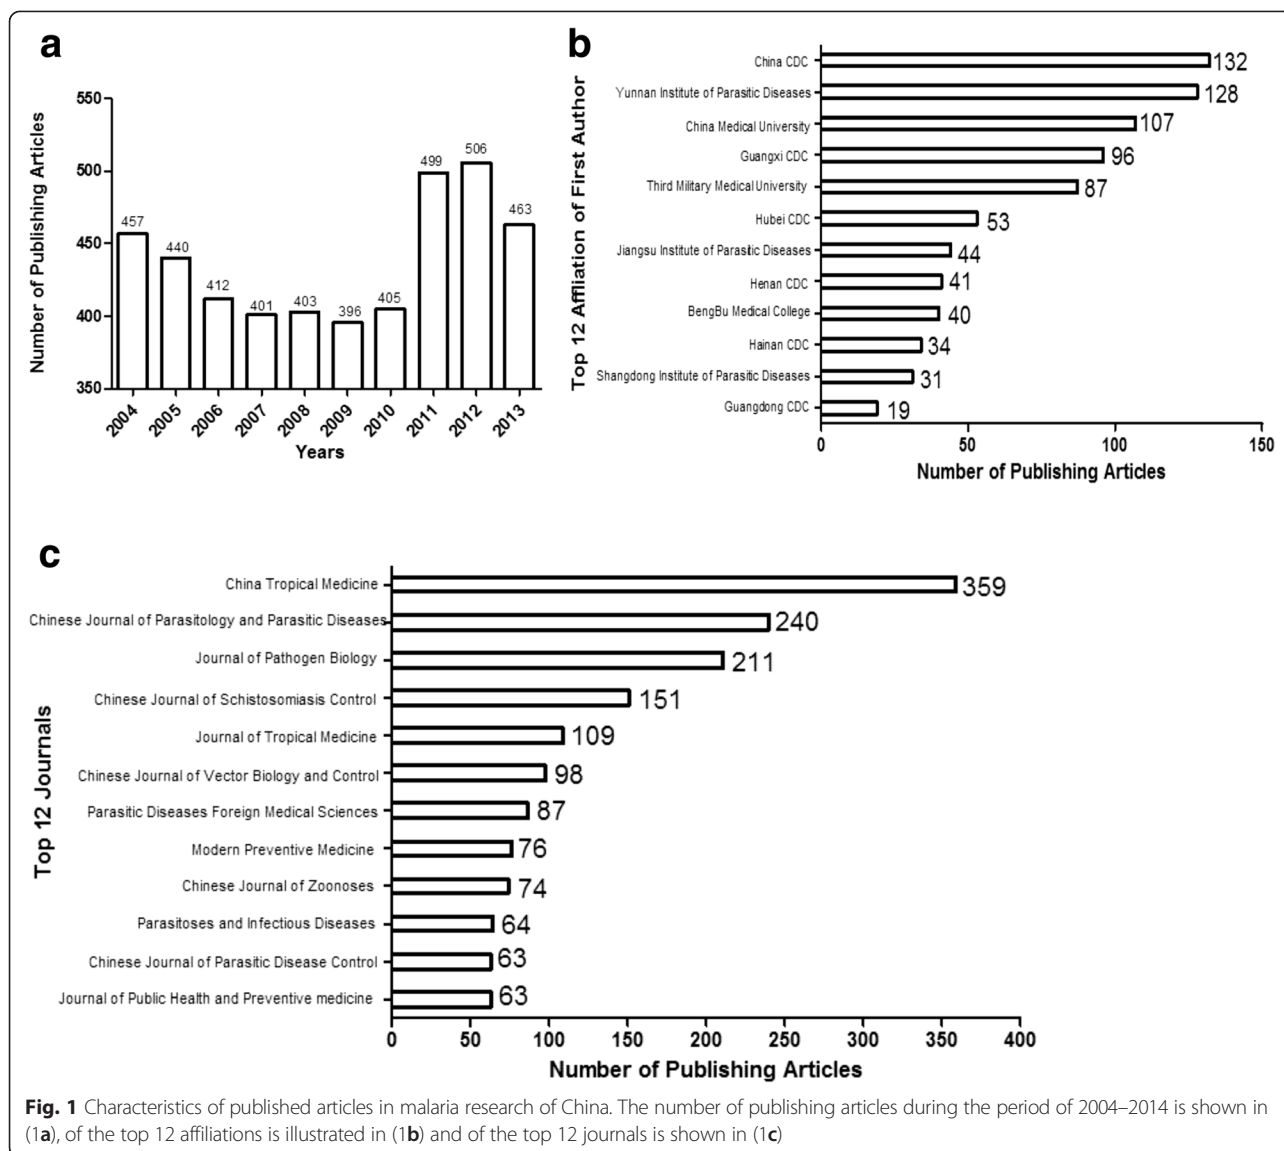 a
Number of Publishing Articles
550
500
450
400
350
457
440
412
401
403
396
405
499
506
463
2004
2005
2006
2007
2008
2009
2010
2011
2012
2013
Years
b
Top 12 Affliation of First Author
China CDC 132
Yunnan Institute of Parasitic Diseases 128
China Medical University 107
Guangxi CDC 96
Third Military Medical University 87
Hubei CDC 53
Jiangsu Institute of Parasitic Diseases 44
Henan CDC 41
BengBu Medical College 40
Hainan CDC 34
Shangdong Institute of Parasitic Diseases 31
Guangdong CDC 19
0 50 100 150
Number of Publishing Articles
c
Top 12 Journals
China Tropical Medicine 359
Chinese Journal of Parasitology and Parasitic Diseases 240
Journal of Pathogen Biology 211
Chinese Journal of Schistosomiasis Control 151
Journal of Tropical Medicine 109
Chinese Journal of Vector Biology and Control 98
Parasitic Diseases Foreign Medical Sciences 87
Modern Preventive Medicine 76
Chinese Journal of Zoonoses 74
Parasitoses and Infectious Diseases 64
Chinese Journal of Parasitic Disease Control 63
Journal of Public Health and Preventive medicine 63
0 50 100 150 200 250 300 350 400
Number of Publishing Articles
Fig. 1 Characteristics of published articles in malaria research of China. The number of publishing articles during the period of 2004–2014 is shown in
(1a), of the top 12 affiliations is illustrated in (1b) and of the top 12 journals is shown in (1c)